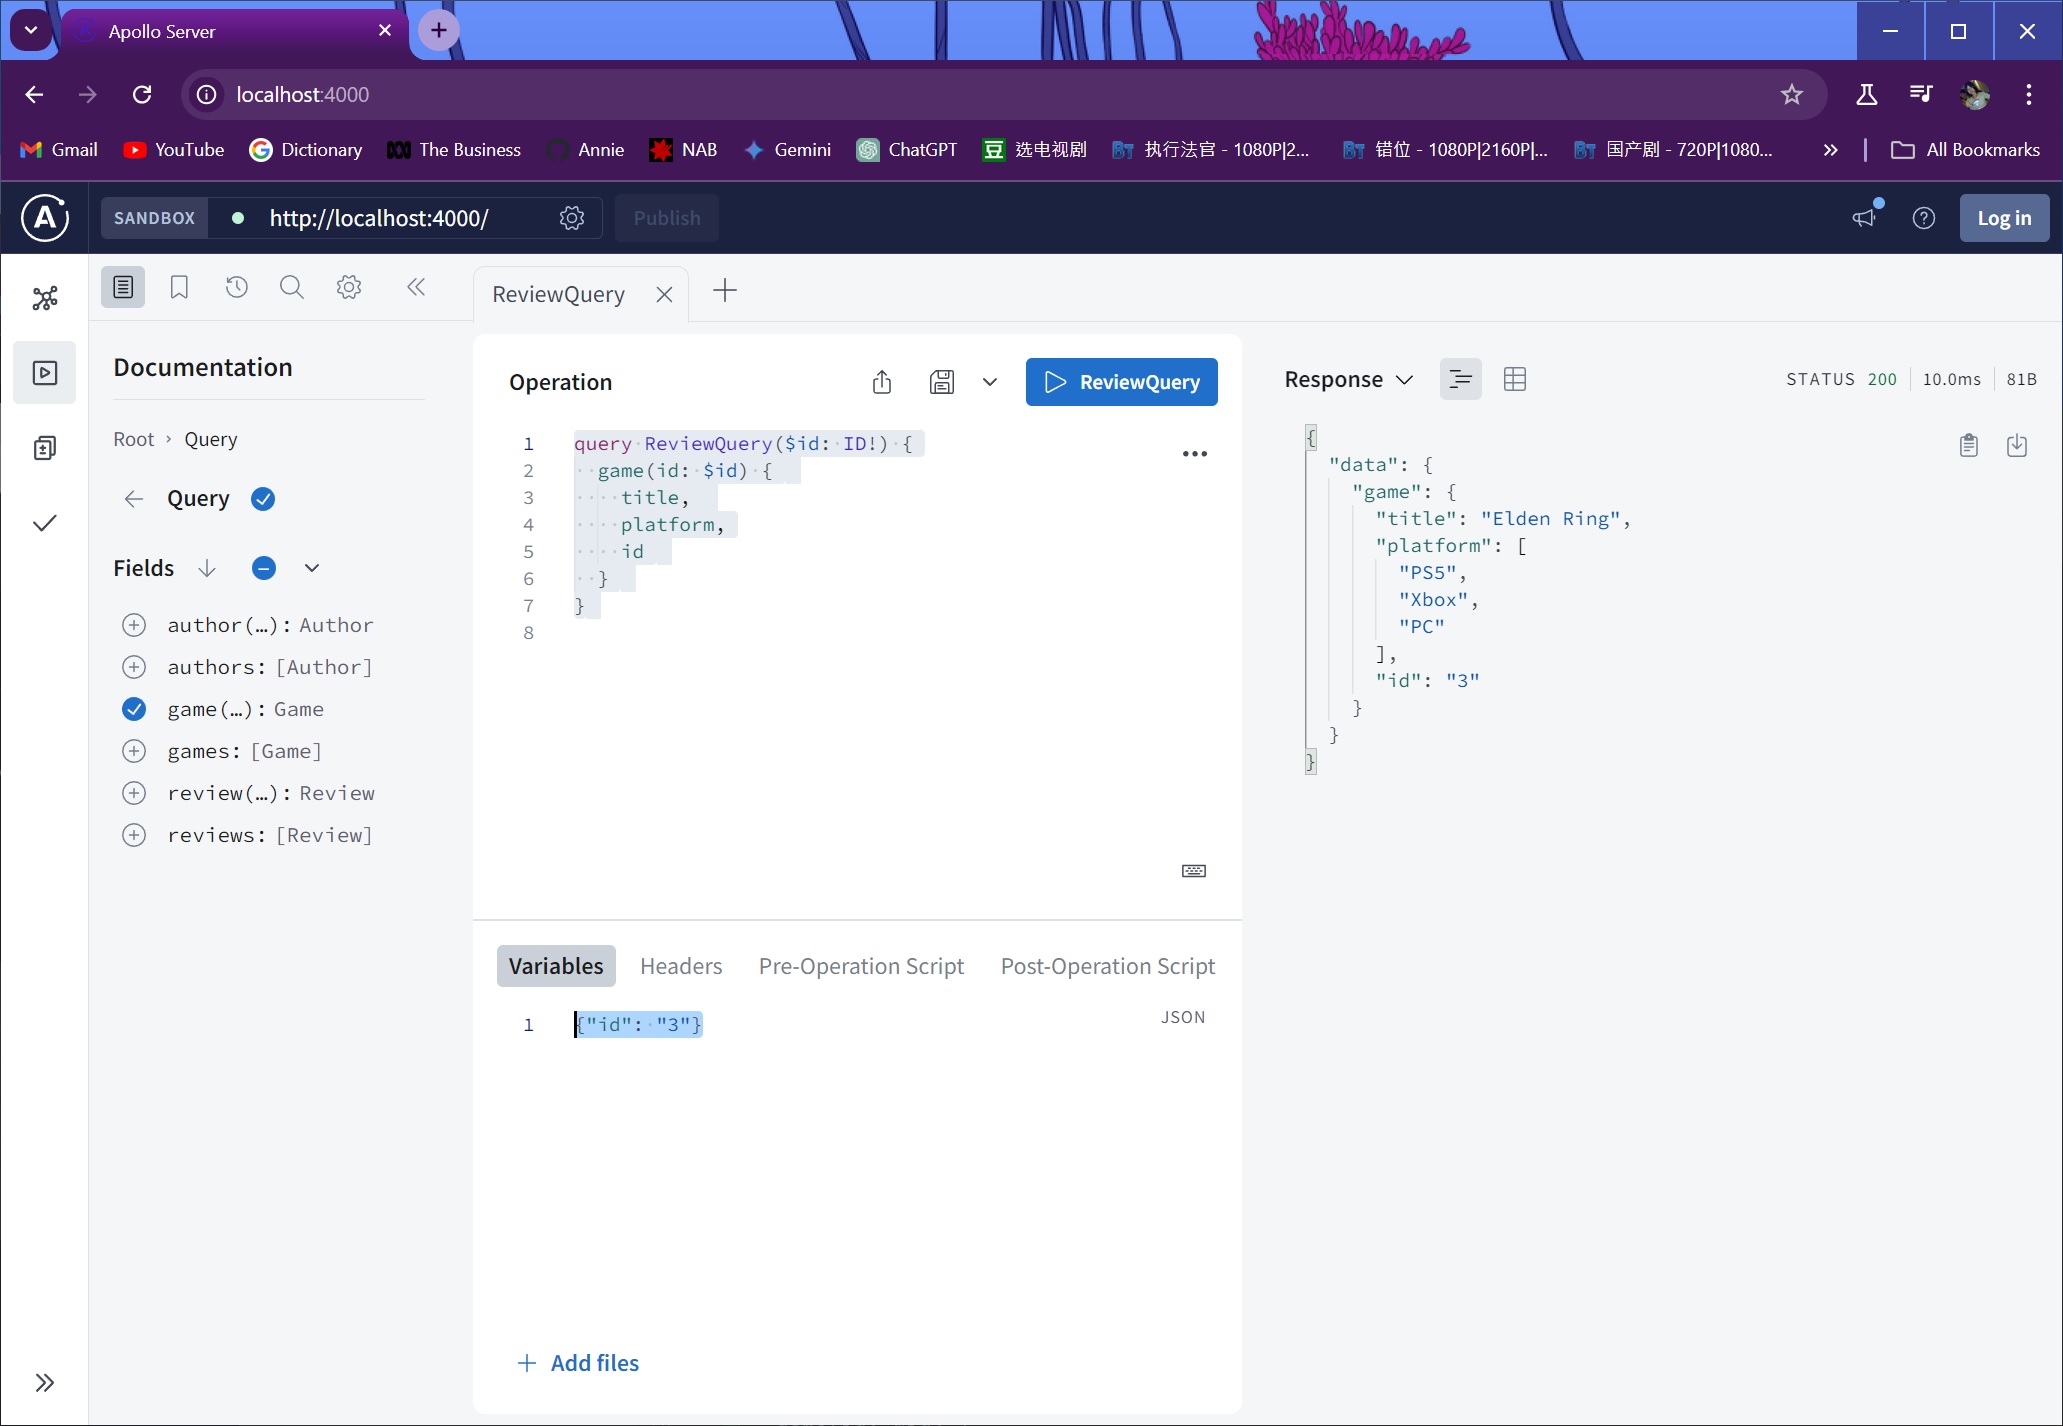 Apollo Server
localhost:4000
Gmail YouTube Dictionary The Business Annie NAB Gemini ChatGPT 选电视剧 执行法官 - 1080P|2... 错位 - 1080P|2160P|... 国产剧 - 720P|1080... All Bookmarks
SANDBOX http://localhost:4000/ Publish Log in
ReviewQuery
Documentation
Root › Query
Query
Fields
author(…): Author
authors: [Author]
game(…): Game
games: [Game]
review(…): Review
reviews: [Review]
Operation ReviewQuery
1 query ReviewQuery($id: ID!) {
2 game(id: $id) {
3 title,
4 platform,
5 id
6 }
7 }
8
Variables Headers Pre-Operation Script Post-Operation Script
1 {"id": "3"} JSON
Add files
Response STATUS 200 10.0ms 81B
{
"data": {
"game": {
"title": "Elden Ring",
"platform": [
"PS5",
"Xbox",
"PC"
],
"id": "3"
}
}
}